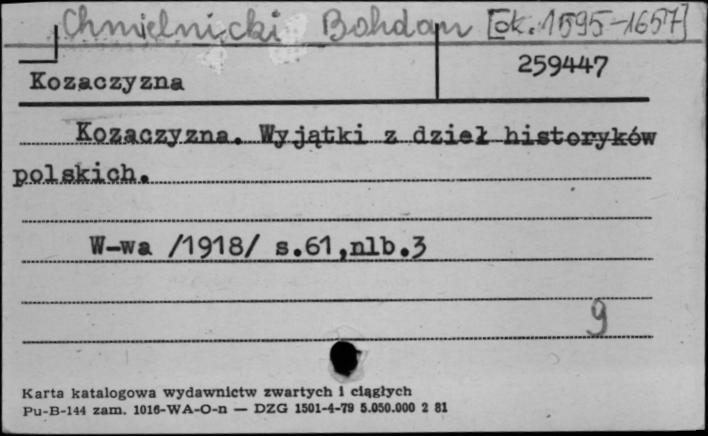 Chmielnicki Bohdan [ok. 1595-1657]
Kozaczyzna
259447
Kozaczyzna. Wyjątki z dzieł historyków
polskich.
W-wa /1918/ s.61,nlb.3
9
Karta katalogowa wydawnictw zwartych i ciągłych
Pu-B-144 zam. 1016-WA-O-n — DZG 1501-4-79 5.050.000 2 81